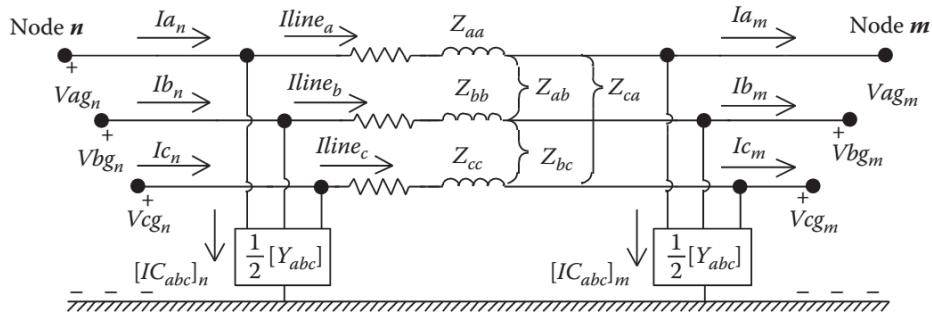 Node n Ia_n Iline_a Z_aa Ia_m Node m
+ +
Vag_n Ib_n Iline_b Z_bb Z_ab Z_ca Ib_m Vag_m
+ +
Vbg_n Ic_n Iline_c Z_cc Z_bc Ic_m Vbg_m
+ +
Vcg_n Vcg_m
[IC_abc]_n 1/2 [Y_abc] [IC_abc]_m 1/2 [Y_abc]
– – – – – –